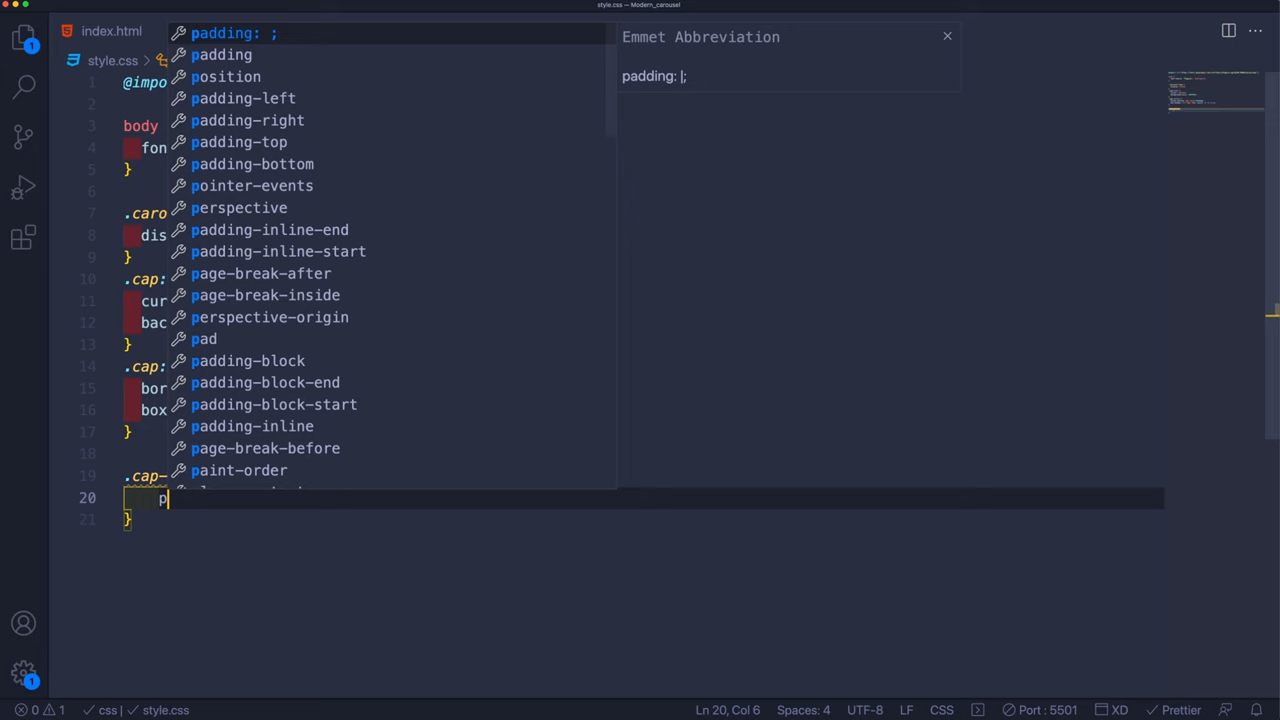 style.css — Modern_carousel
index.html
style.css >
1 @impo
2
3 body
4 fon
5 }
6
7 .caro
8 dis
9 }
10 .cap:
11 cur
12 bac
13 }
14 .cap:
15 bor
16 box
17 }
18
19 .cap-
20 p
21 }
padding: ;
padding
position
padding-left
padding-right
padding-top
padding-bottom
pointer-events
perspective
padding-inline-end
padding-inline-start
page-break-after
page-break-inside
perspective-origin
pad
padding-block
padding-block-end
padding-block-start
padding-inline
page-break-before
paint-order
Emmet Abbreviation
padding: |;
1
1
0 1 css | style.css Ln 20, Col 6 Spaces: 4 UTF-8 LF CSS Port : 5501 XD Prettier